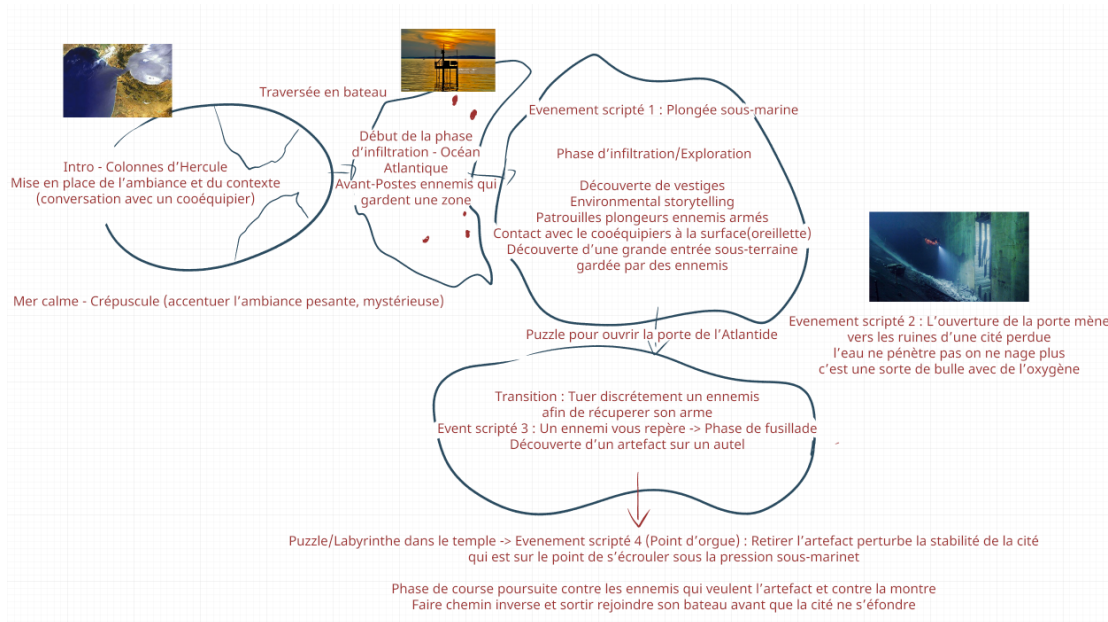 Traversée en bateau
Intro - Colonnes d'Hercule
Mise en place de l'ambiance et du contexte
(conversation avec un cooéquipier)
Mer calme - Crépuscule (accentuer l'ambiance pesante, mystérieuse)
Début de la phase
d'infiltration - Océan
Atlantique
Avant-Postes ennemis qui
gardent une zone
Evenement scripté 1 : Plongée sous-marine
Phase d'infiltration/Exploration
Découverte de vestiges
Environmental storytelling
Patrouilles plongeurs ennemis armés
Contact avec le cooéquipiers à la surface(oreillette)
Découverte d'une grande entrée sous-terraine
gardée par des ennemis
Puzzle pour ouvrir la porte de l'Atlantide
Evenement scripté 2 : L'ouverture de la porte mène
vers les ruines d'une cité perdue
l'eau ne pénètre pas on ne nage plus
c'est une sorte de bulle avec de l'oxygène
Transition : Tuer discrétement un ennemis
afin de récuperer son arme
Event scripté 3 : Un ennemi vous repère -> Phase de fusillade
Découverte d'un artefact sur un autel
Puzzle/Labyrinthe dans le temple -> Evenement scripté 4 (Point d'orgue) : Retirer l'artefact perturbe la stabilité de la cité
qui est sur le point de s'écrouler sous la pression sous-marinet
Phase de course poursuite contre les ennemis qui veulent l'artefact et contre la montre
Faire chemin inverse et sortir rejoindre son bateau avant que la cité ne s'éfondre